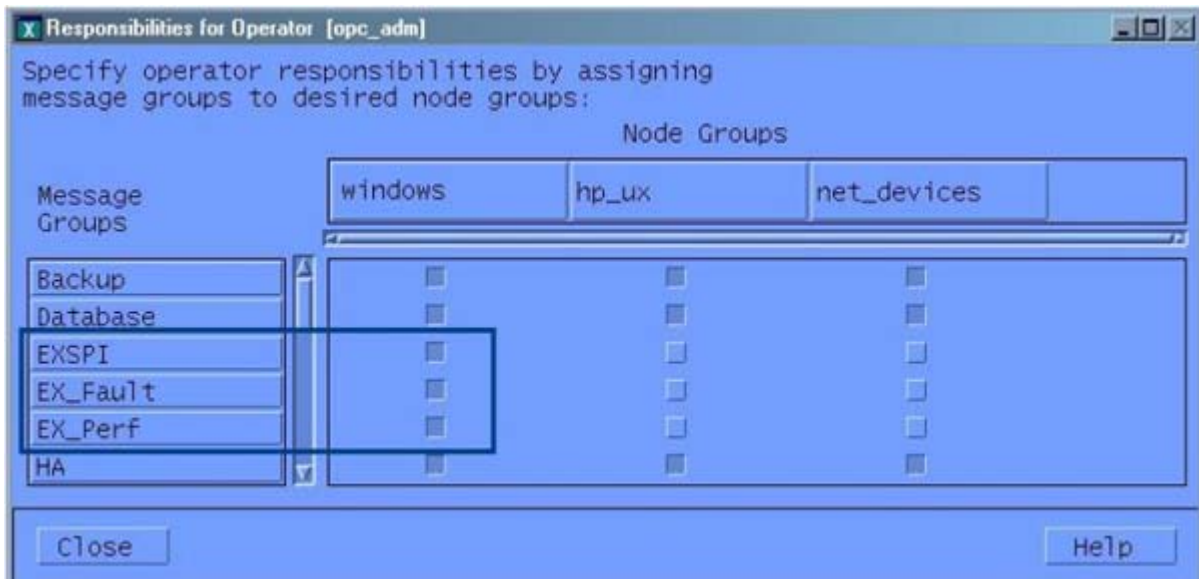 X Responsibilities for Operator [opc_adm]
Specify operator responsibilities by assigning
message groups to desired node groups:
Node Groups
Message
Groups
windows hp_ux net_devices
Backup
Database
EXSPI
EX_Fault
EX_Perf
HA
Close Help